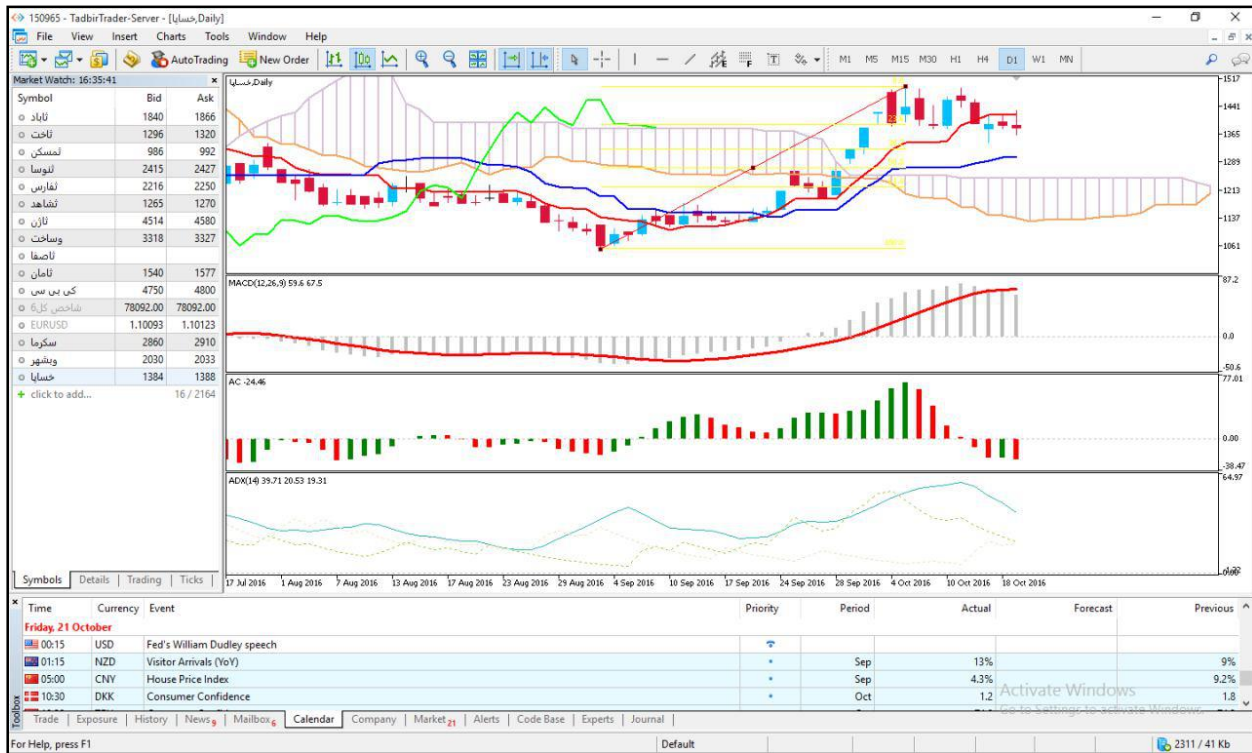 150965 - TadbirTrader-Server - [خساپا,Daily]
File View Insert Charts Tools Window Help
AutoTrading New Order M1 M5 M15 M30 H1 H4 D1 W1 MN
Market Watch: 16:35:41
Symbol Bid Ask
ثاباد 1840 1866
ثاخت 1296 1320
ثمسکن 986 992
ثنوسا 2415 2427
ثفارس 2216 2250
ثشاهد 1265 1270
ثاژن 4514 4580
وساخت 3318 3327
ثاصفا
ثامان 1540 1577
کی بی سی 4750 4800
شاخص کل6 78092.00 78092.00
EURUSD 1.10093 1.10123
سکرما 2860 2910
وبشهر 2030 2033
خساپا 1384 1388
click to add... 16 / 2164
Symbols Details Trading Ticks
خساپا,Daily
1517
1441
1365
1289
1213
1137
1061
MACD(12,26,9) 59.6 67.5
87.2
0.0
-50.6
AC -24.46
77.01
0.00
-38.47
ADX(14) 39.71 20.53 19.31
64.97
17 Jul 2016 1 Aug 2016 7 Aug 2016 13 Aug 2016 17 Aug 2016 23 Aug 2016 29 Aug 2016 4 Sep 2016 10 Sep 2016 17 Sep 2016 24 Sep 2016 28 Sep 2016 4 Oct 2016 10 Oct 2016 18 Oct 2016
Time Currency Event Priority Period Actual Forecast Previous
Friday, 21 October
00:15 USD Fed's William Dudley speech
01:15 NZD Visitor Arrivals (YoY) Sep 13% 9%
05:00 CNY House Price Index Sep 4.3% 9.2%
10:30 DKK Consumer Confidence Oct 1.2 1.8
Activate Windows
Go to Settings to activate Windows.
Toolbox
Trade Exposure History News 9 Mailbox 6 Calendar Company Market 21 Alerts Code Base Experts Journal
For Help, press F1 Default 2311 / 41 Kb